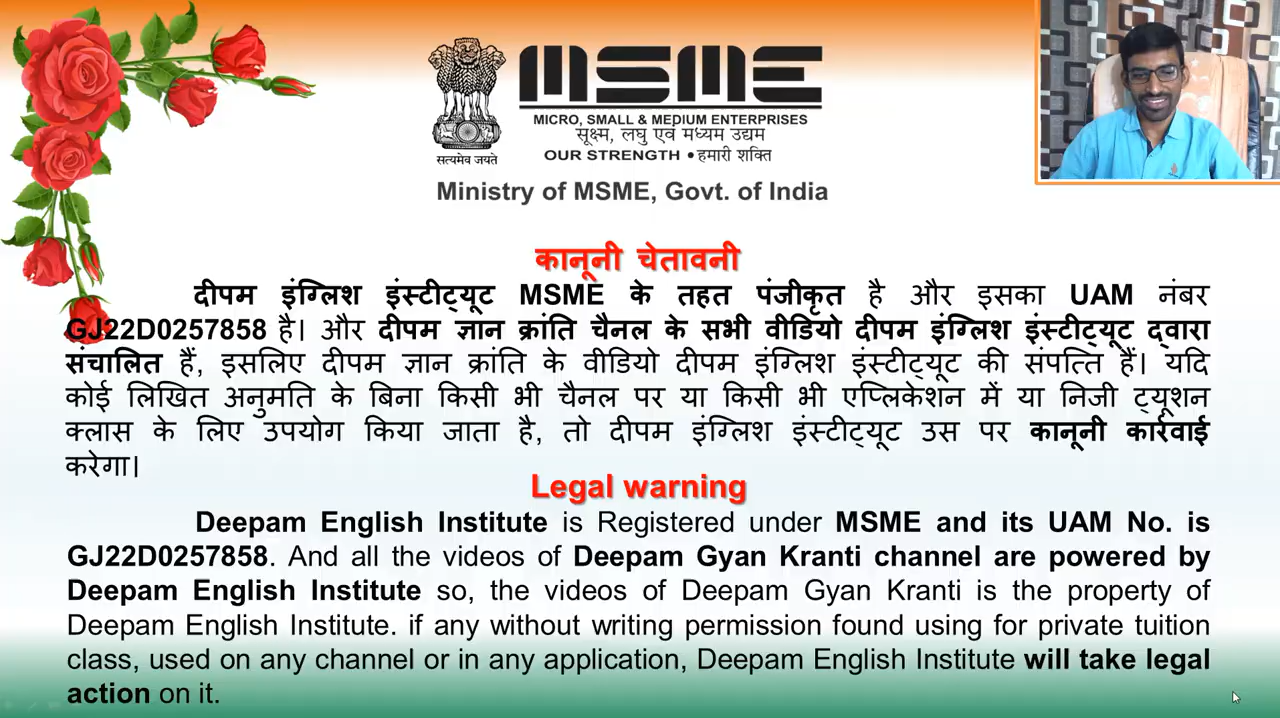 MSME
MICRO, SMALL & MEDIUM ENTERPRISES
सूक्ष्म, लघु एवं मध्यम उद्यम
सत्यमेव जयते
OUR STRENGTH • हमारी शक्ति
Ministry of MSME, Govt. of India
कानूनी चेतावनी
दीपम इंग्लिश इंस्टीट्यूट MSME के तहत पंजीकृत है और इसका UAM नंबर
GJ22D0257858 है। और दीपम ज्ञान क्रांति चैनल के सभी वीडियो दीपम इंग्लिश इंस्टीट्यूट द्वारा
संचालित हैं, इसलिए दीपम ज्ञान क्रांति के वीडियो दीपम इंग्लिश इंस्टीट्यूट की संपत्ति हैं। यदि
कोई लिखित अनुमति के बिना किसी भी चैनल पर या किसी भी एप्लिकेशन में या निजी ट्यूशन
क्लास के लिए उपयोग किया जाता है, तो दीपम इंग्लिश इंस्टीट्यूट उस पर कानूनी कार्रवाई
करेगा।
Legal warning
Deepam English Institute is Registered under MSME and its UAM No. is
GJ22D0257858. And all the videos of Deepam Gyan Kranti channel are powered by
Deepam English Institute so, the videos of Deepam Gyan Kranti is the property of
Deepam English Institute. if any without writing permission found using for private tuition
class, used on any channel or in any application, Deepam English Institute will take legal
action on it.